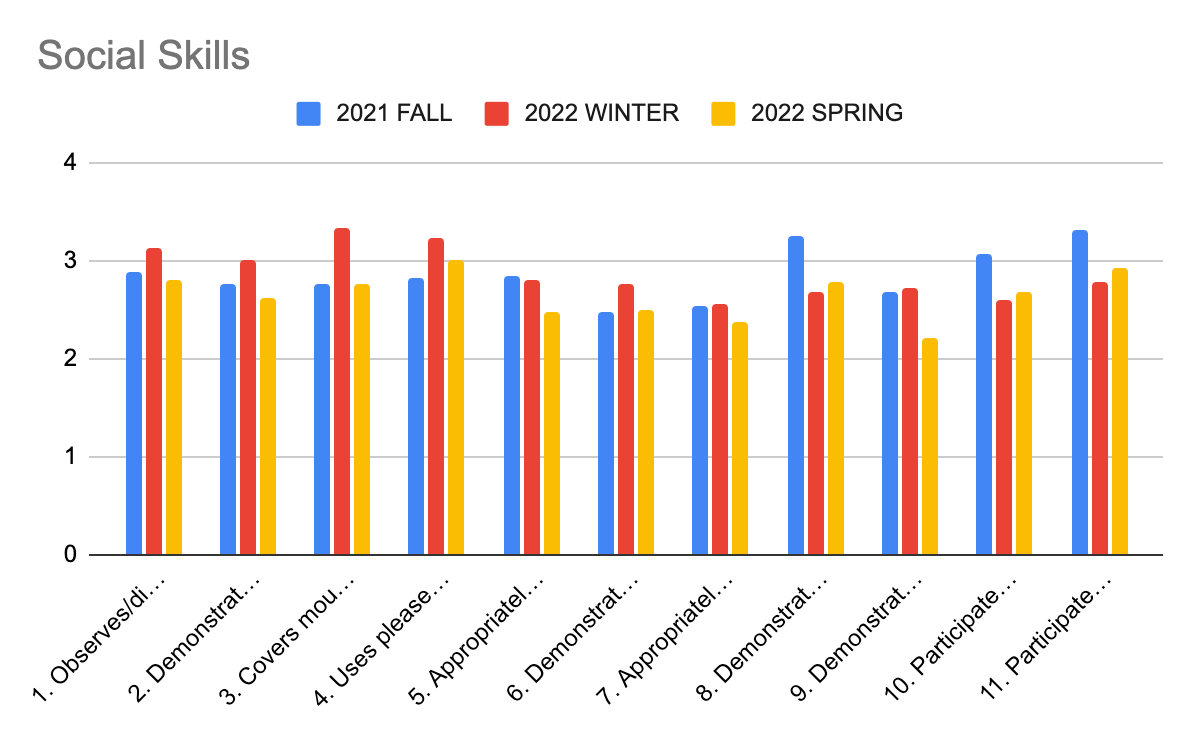 Social Skills
2021 FALL 2022 WINTER 2022 SPRING
4
3
2
1
0
1. Observes/di...
2. Demonstrat...
3. Covers mou...
4. Uses please...
5. Appropriatel...
6. Demonstrat...
7. Appropriatel...
8. Demonstrat...
9. Demonstrat...
10. Participate...
11. Participate...